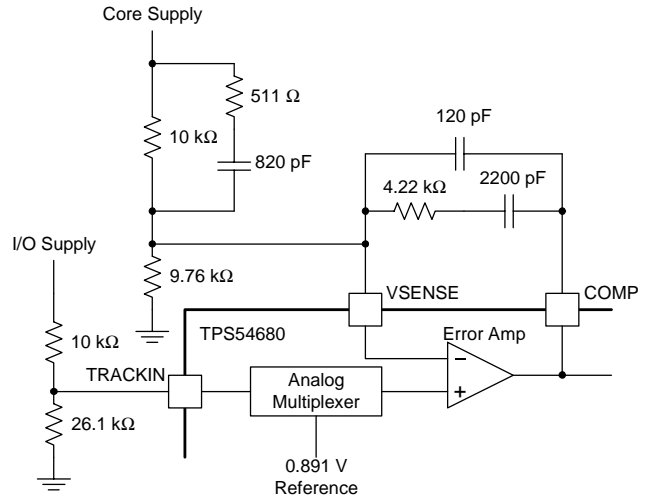 Core Supply
511 Ω
10 kΩ
820 pF
120 pF
4.22 kΩ
2200 pF
I/O Supply
9.76 kΩ
VSENSE
COMP
TPS54680
Error Amp
10 kΩ
TRACKIN
Analog
Multiplexer
−
+
26.1 kΩ
0.891 V
Reference